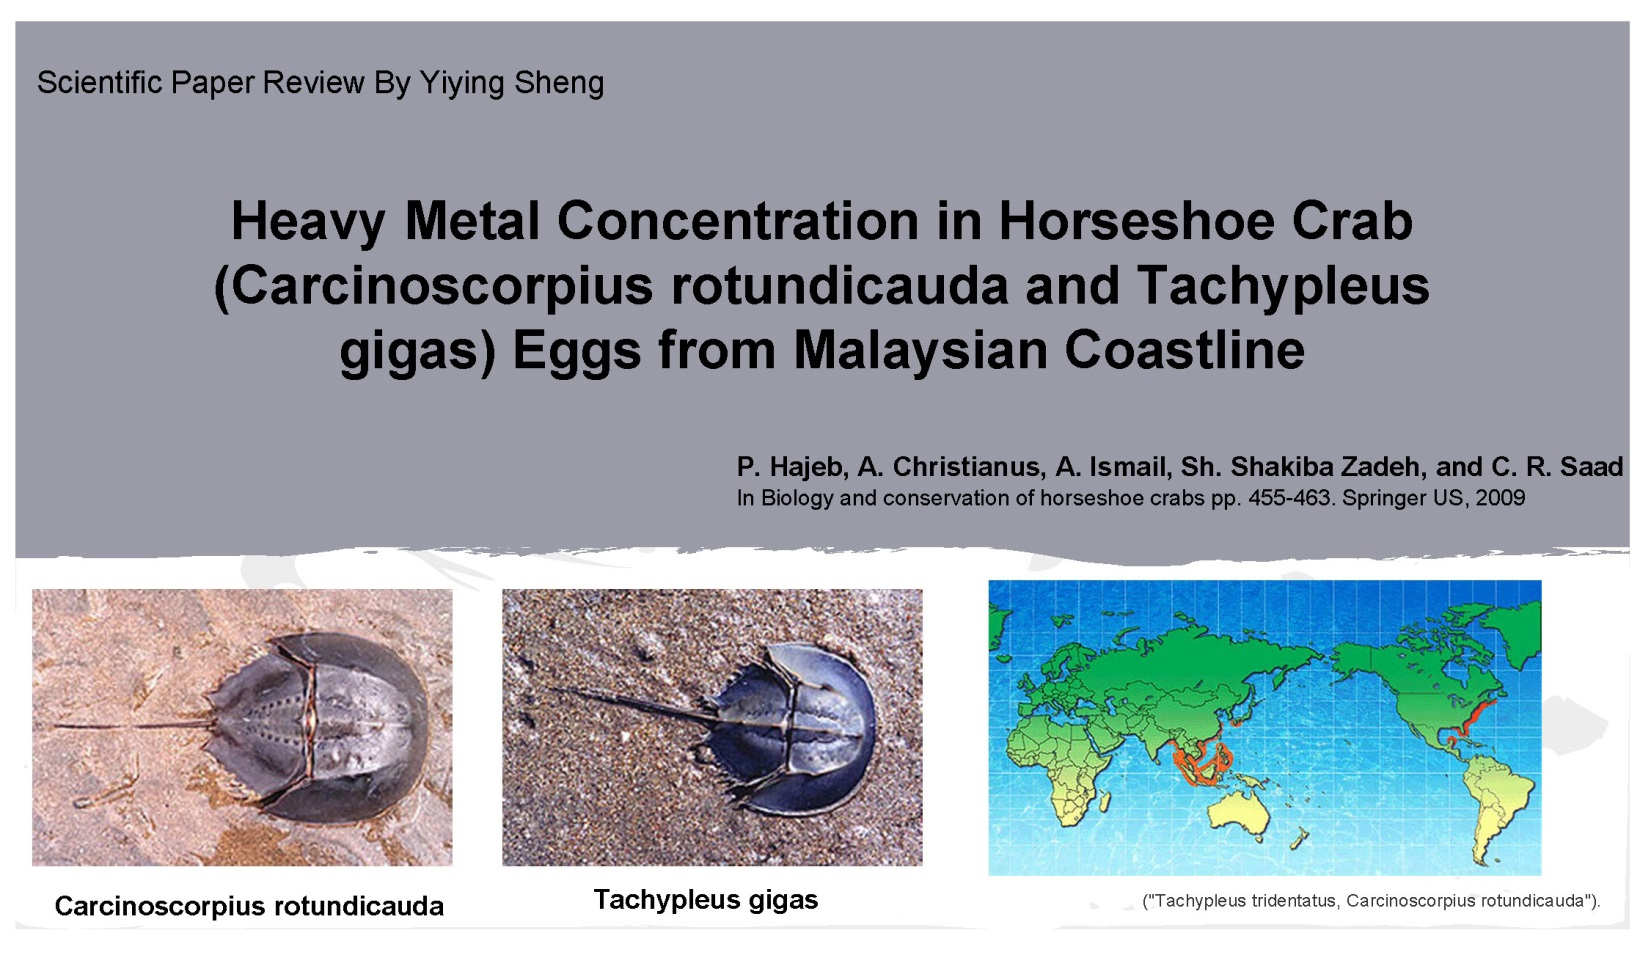 Scientific Paper Review By Yiying Sheng
Heavy Metal Concentration in Horseshoe Crab
(Carcinoscorpius rotundicauda and Tachypleus
gigas) Eggs from Malaysian Coastline
P. Hajeb, A. Christianus, A. Ismail, Sh. Shakiba Zadeh, and C. R. Saad
In Biology and conservation of horseshoe crabs pp. 455-463. Springer US, 2009
Carcinoscorpius rotundicauda
Tachypleus gigas
("Tachypleus tridentatus, Carcinoscorpius rotundicauda").